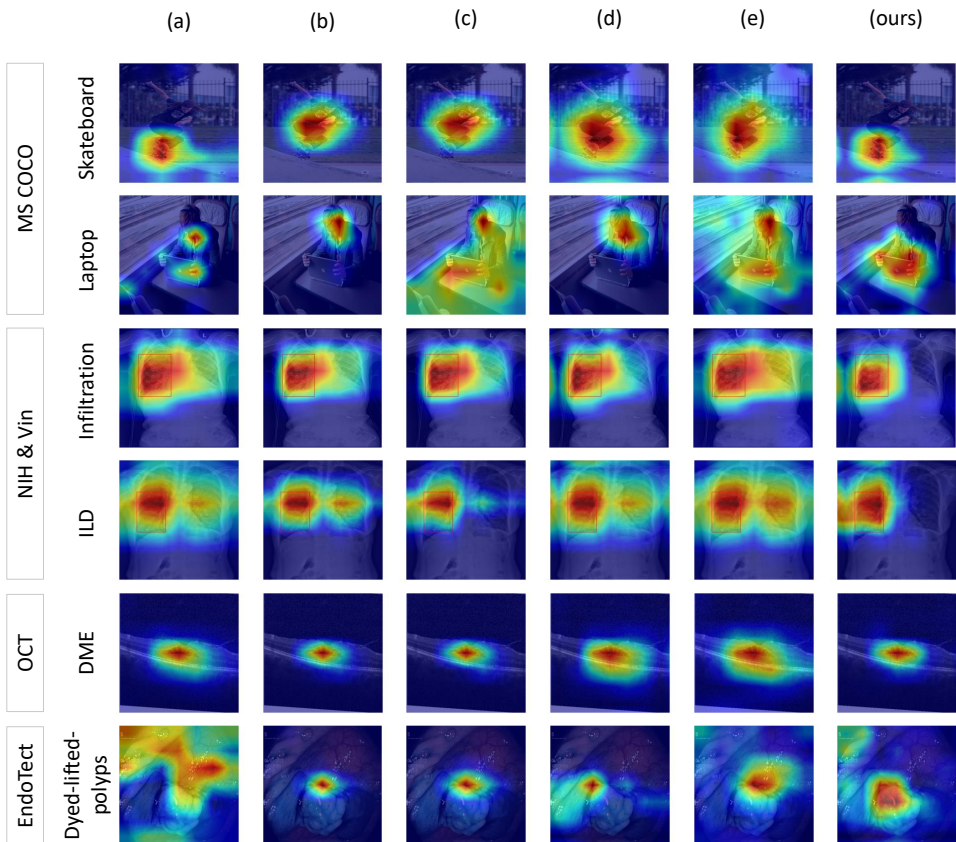 (a) (b) (c) (d) (e) (ours)
MS COCO
Skateboard
Laptop
NIH & Vin
Infiltration
ILD
OCT
DME
EndoTect
Dyed-lifted-
polyps